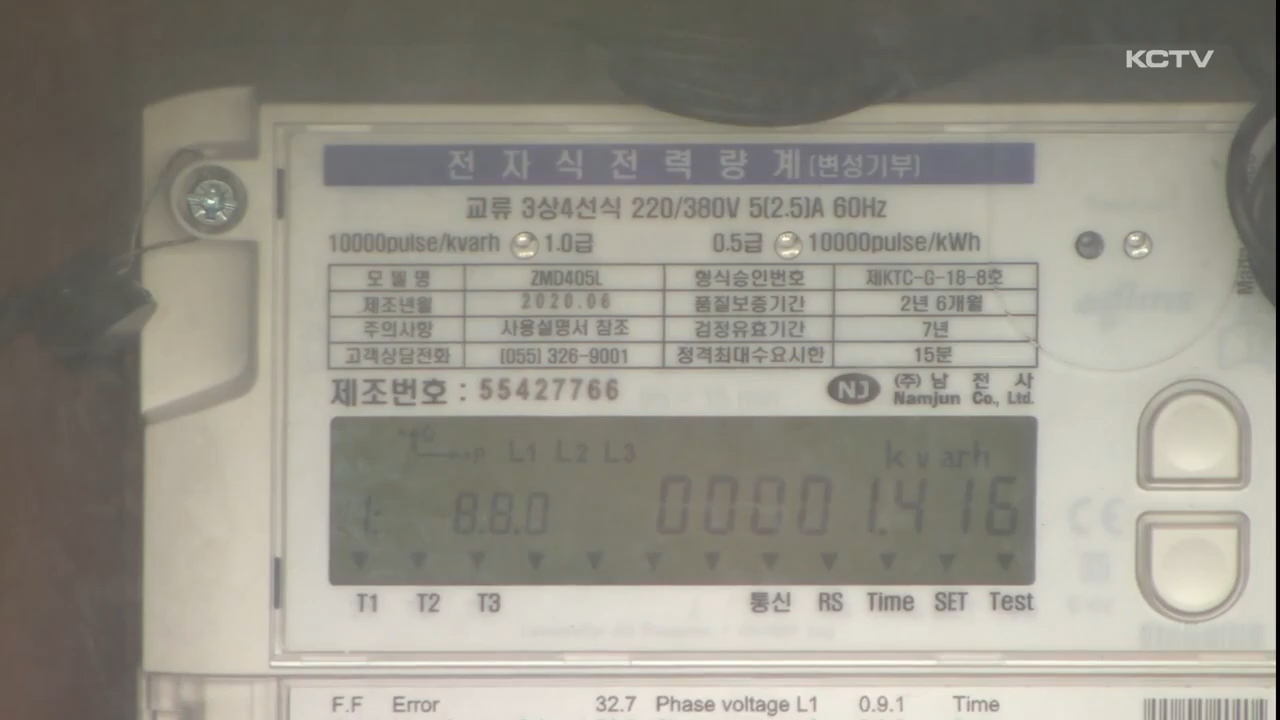 KCTV
전 자 식 전 력 량 계 (변성기부)
교류 3상4선식 220/380V 5(2.5)A 60Hz
10000pulse/kvarh 1.0급 0.5급 10000pulse/kWh
모 델 명 ZMD405L 형식승인번호 제KTC-G-18-8호
제조년월 2020.06 품질보증기간 2년 6개월
주의사항 사용설명서 참조 검정유효기간 7년
고객상담전화 (055) 326-9001 정격최대수요시한 15분
제조번호 : 55427766 NJ (주) 남 전 사
Namjun Co., Ltd.
L1 L2 L3 kvarh
1: 8.8.0 00001.416
T1 T2 T3 통신 RS Time SET Test
F.F Error 32.7 Phase voltage L1 0.9.1 Time